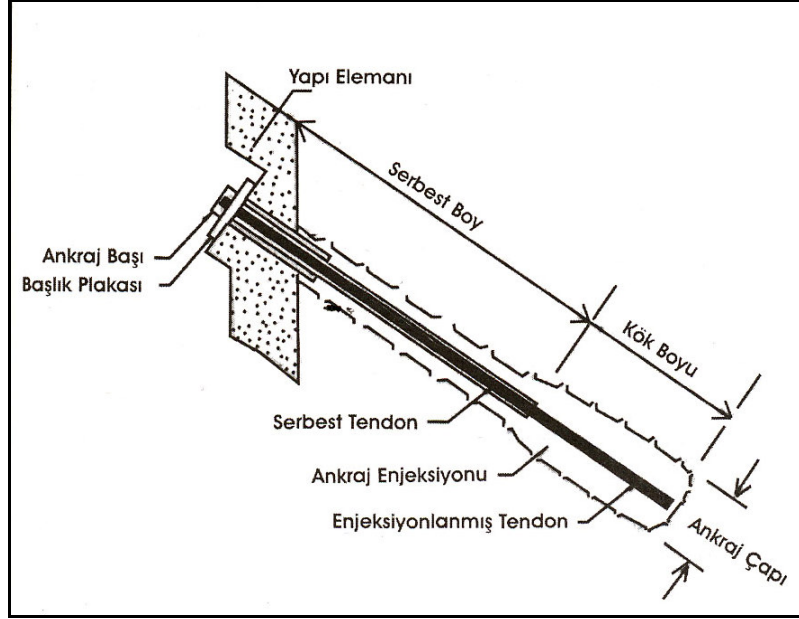 Yapı Elemanı
Serbest Boy
Ankraj Başı
Başlık Plakası
Kök Boyu
Serbest Tendon
Ankraj Enjeksiyonu
Enjeksiyonlanmış Tendon
Ankraj Çapı